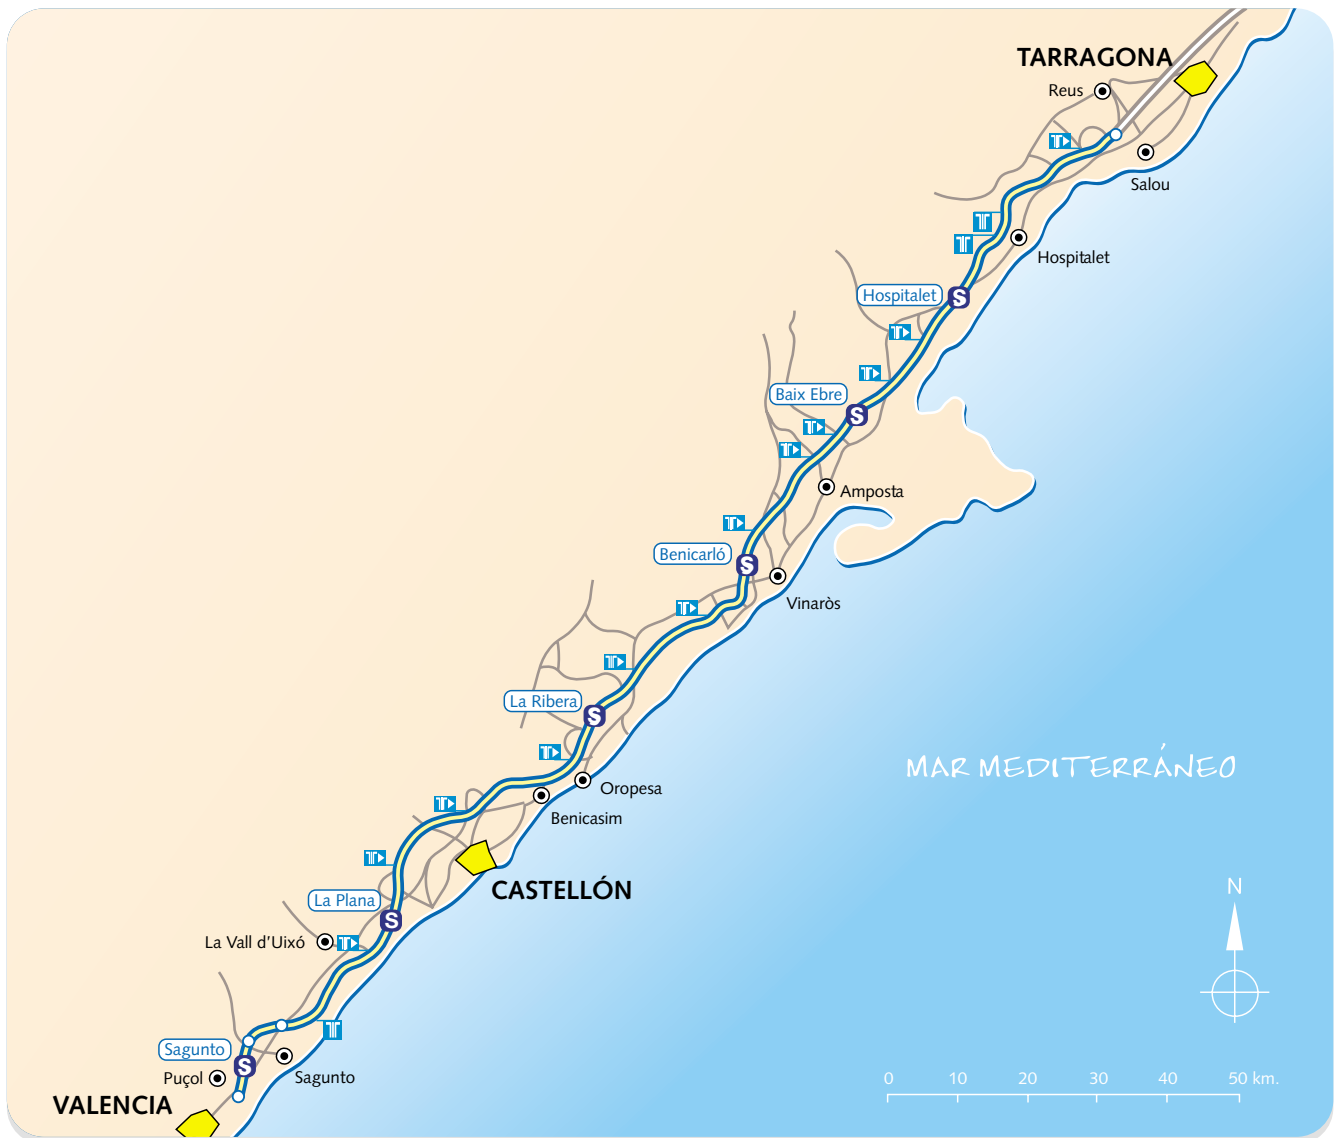 TARRAGONA
Reus
Salou
Hospitalet
Hospitalet
S
Baix Ebre
S
Amposta
Benicarló
S
Vinaròs
La Ribera
S
MAR MEDITERRÁNEO
Oropesa
Benicasim
CASTELLÓN
N
La Plana
S
La Vall d'Uixó
Sagunto
S
Puçol
Sagunto
0 10 20 30 40 50 km.
VALENCIA